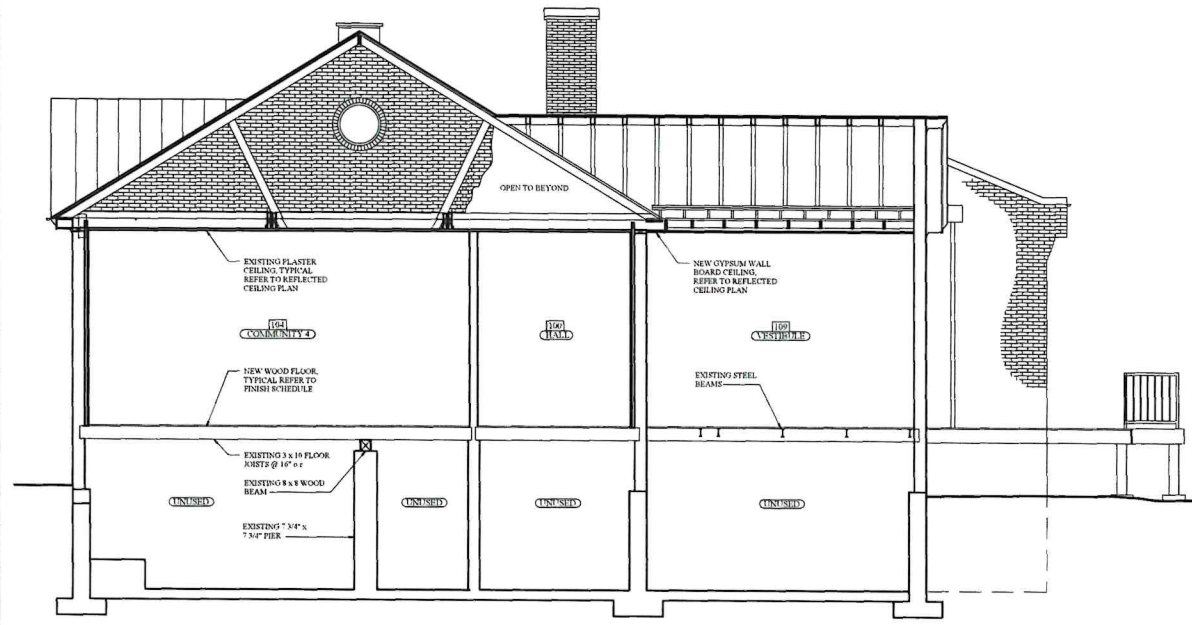 OPEN TO BEYOND
EXISTING PLASTER
CEILING, TYPICAL
REFER TO REFLECTED
CEILING PLAN
NEW GYPSUM WALL
BOARD CEILING,
REFER TO REFLECTED
CEILING PLAN
104
COMMUNITY 4
100
HALL
109
VESTIBULE
NEW WOOD FLOOR,
TYPICAL REFER TO
FINISH SCHEDULE
EXISTING STEEL
BEAMS
EXISTING 3 x 10 FLOOR
JOISTS @ 16" o c
EXISTING 8 x 8 WOOD
BEAM
UNUSED
UNUSED
UNUSED
UNUSED
EXISTING 7 3/4" x
7 3/4" PIER